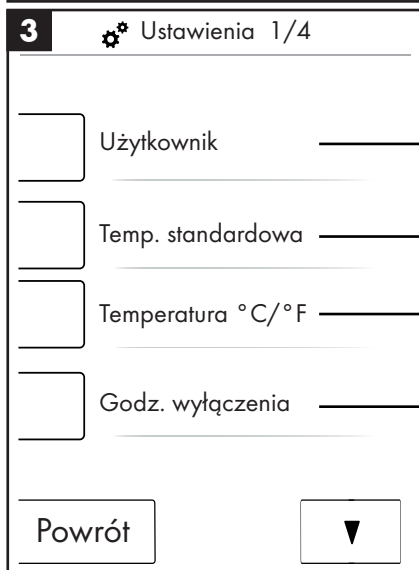 3
Ustawienia 1/4
Użytkownik
Temp. standardowa
Temperatura °C/°F
Godz. wyłączenia
Powrót